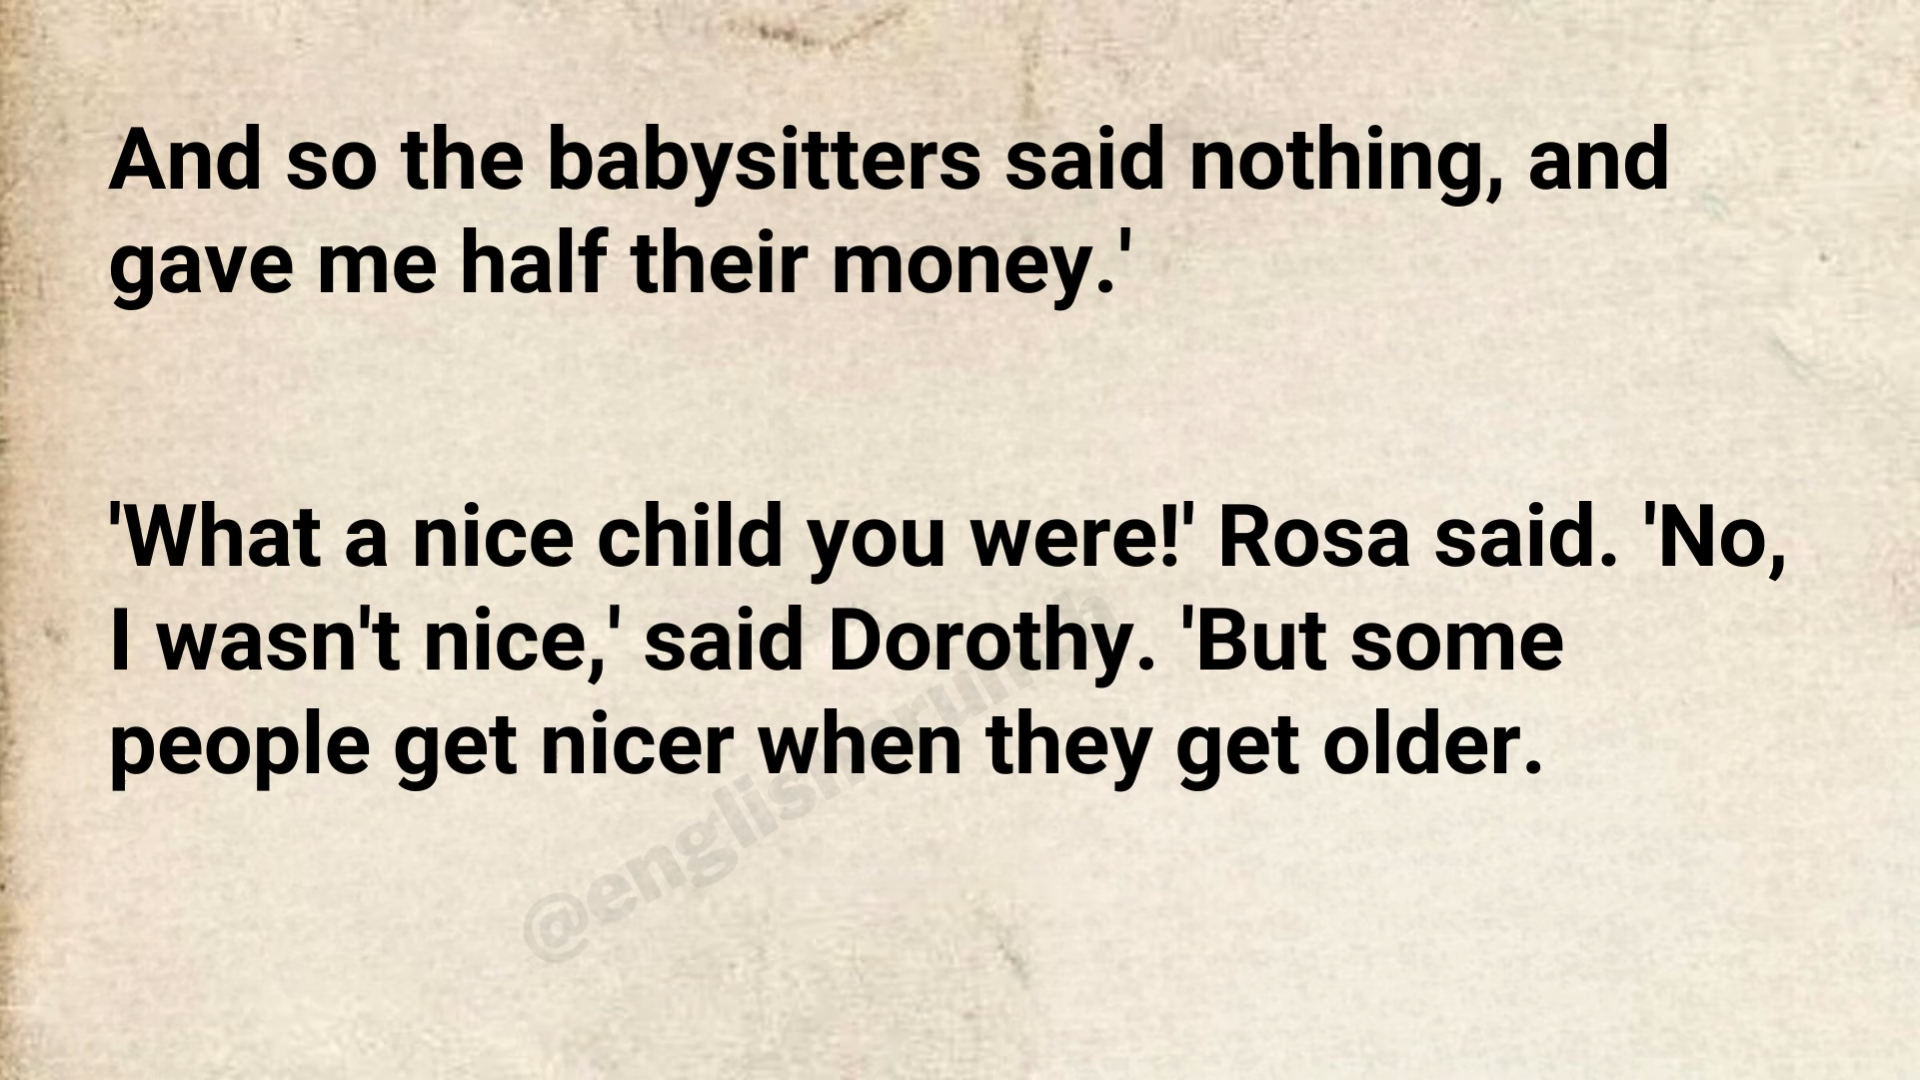 And so the babysitters said nothing, and
gave me half their money.'
'What a nice child you were!' Rosa said. 'No,
I wasn't nice,' said Dorothy. 'But some
people get nicer when they get older.